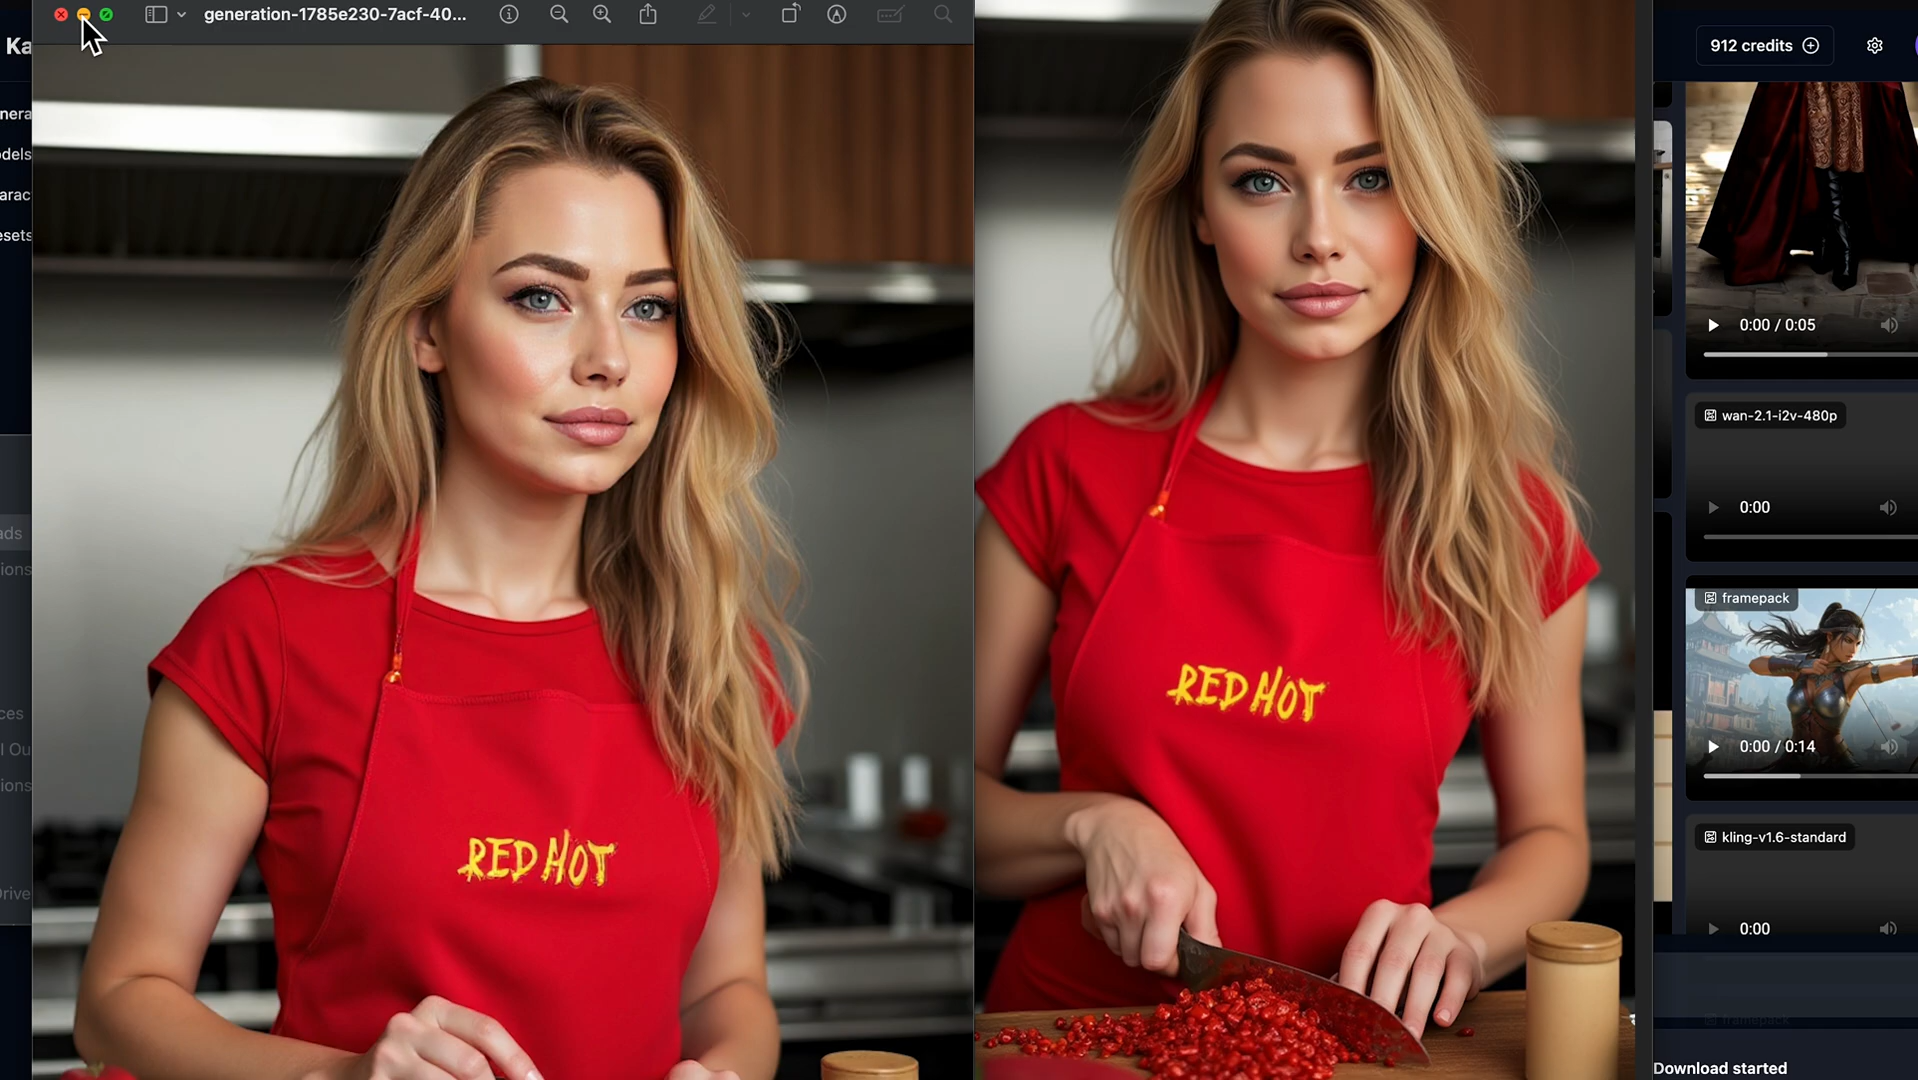 generation-1785e230-7acf-40...
912 credits
Ka
nera
odels
arac
esets
0:00 / 0:05
wan-2.1-i2v-480p
0:00
framepack
ads
ions
RED HOT
RED HOT
ces
l Ou
ions
0:00 / 0:14
kling-v1.6-standard
Drive
0:00
framepack
Download started